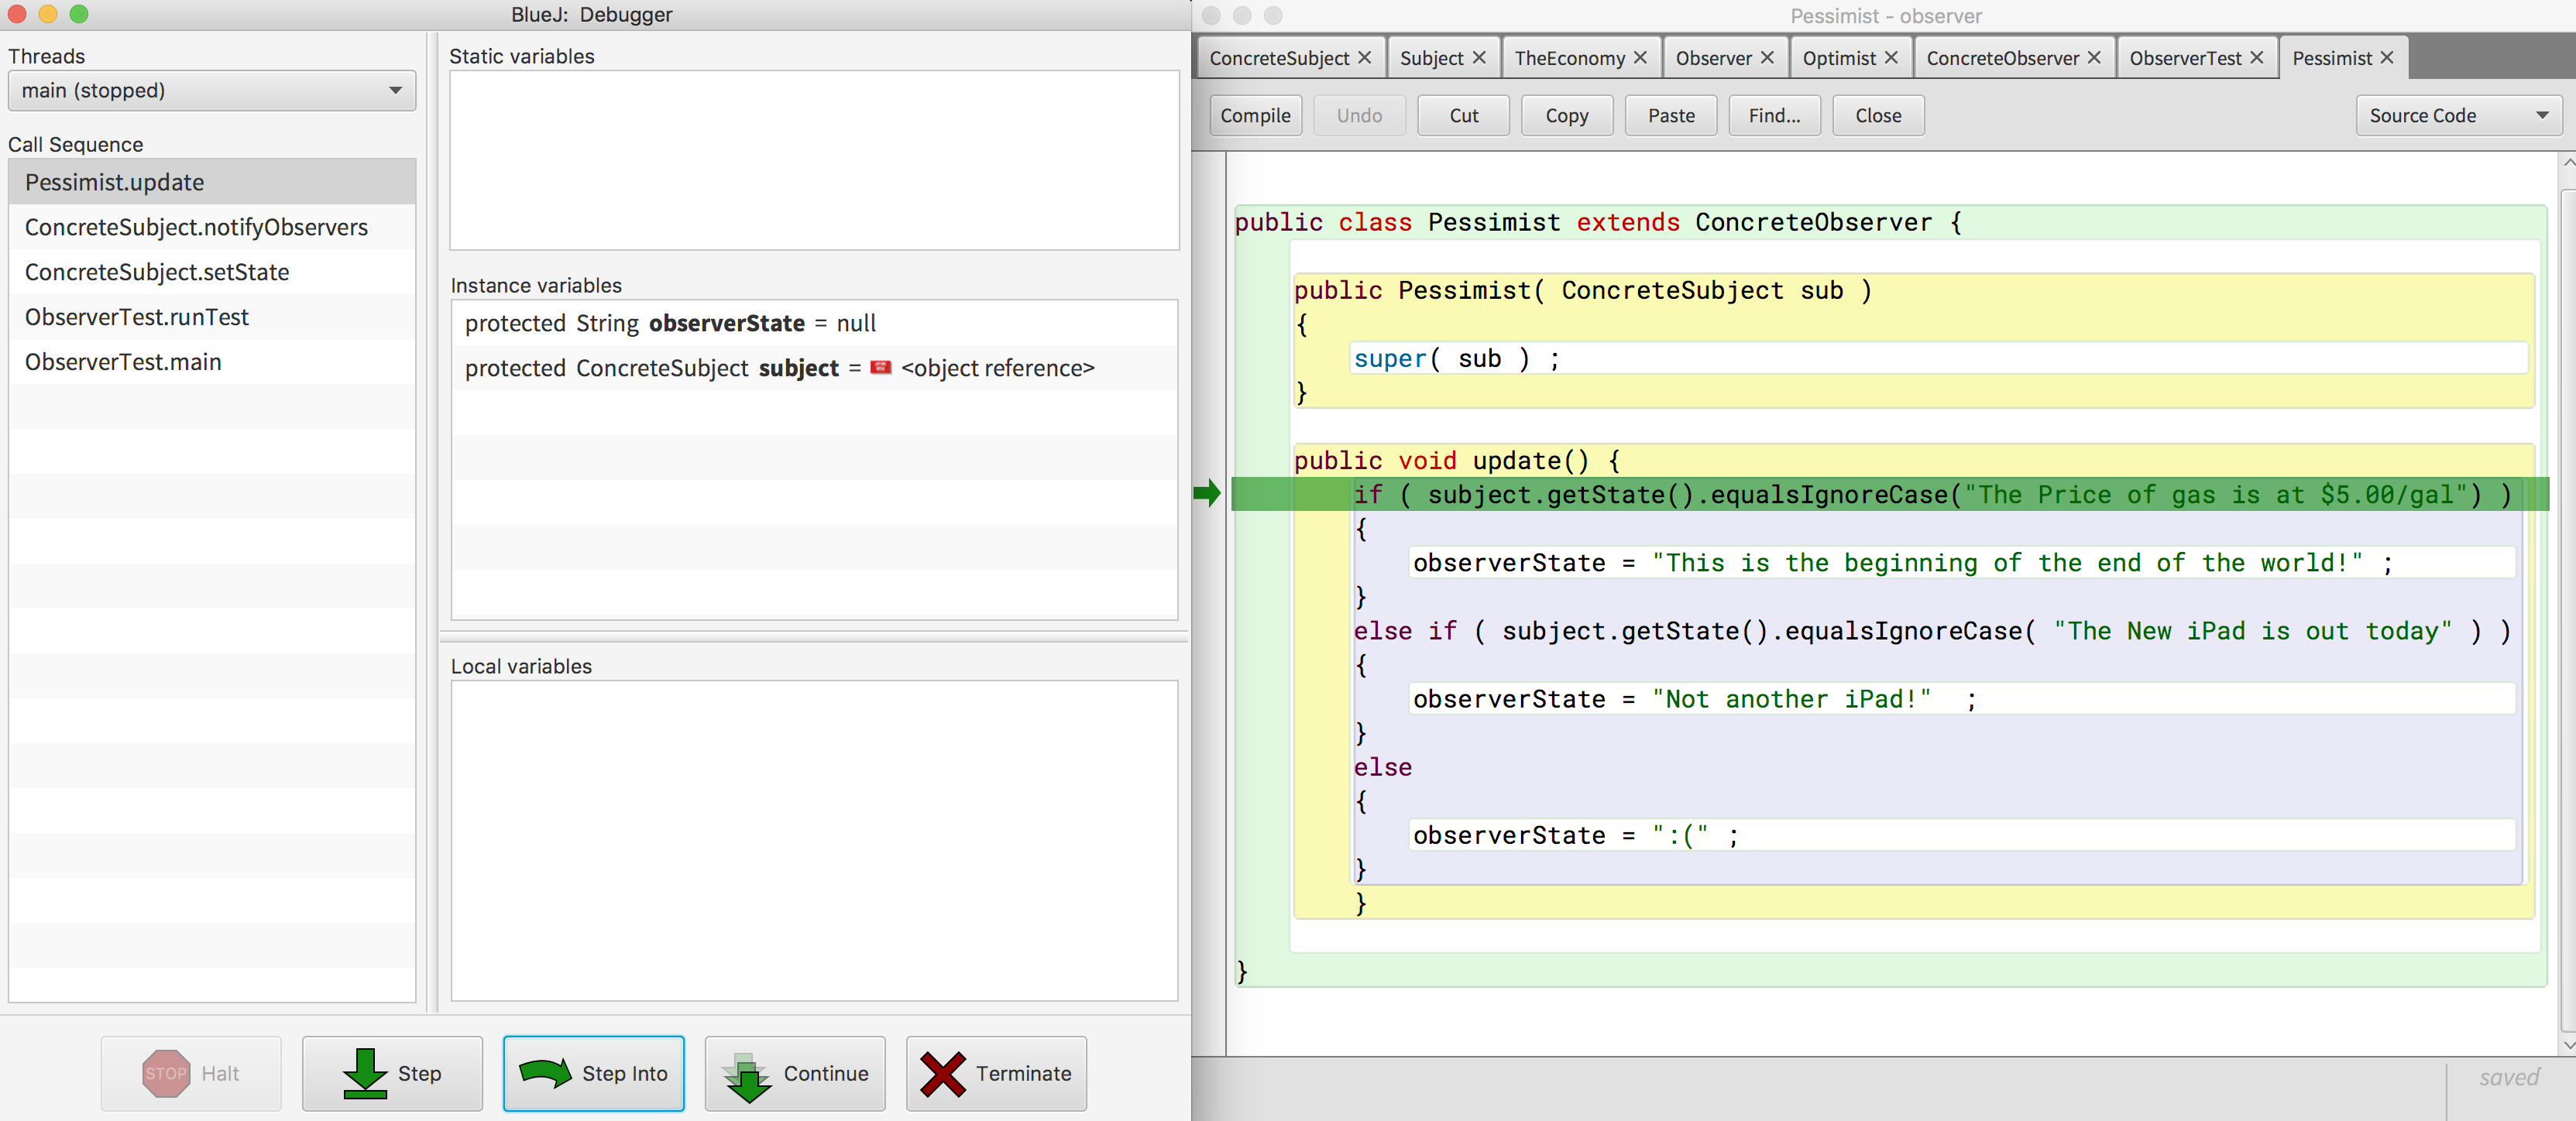 BlueJ: Debugger
Threads
main (stopped)
Call Sequence
Pessimist.update
ConcreteSubject.notifyObservers
ConcreteSubject.setState
ObserverTest.runTest
ObserverTest.main
Static variables
Instance variables
protected String observerState = null
protected ConcreteSubject subject = <object reference>
Local variables
STOP Halt
Step
Step Into
Continue
Terminate
Pessimist - observer
ConcreteSubject Subject TheEconomy Observer Optimist ConcreteObserver ObserverTest Pessimist
Compile Undo Cut Copy Paste Find... Close Source Code
public class Pessimist extends ConcreteObserver {
public Pessimist( ConcreteSubject sub )
{
super( sub ) ;
}
public void update() {
if ( subject.getState().equalsIgnoreCase("The Price of gas is at $5.00/gal") )
{
observerState = "This is the beginning of the end of the world!" ;
}
else if ( subject.getState().equalsIgnoreCase( "The New iPad is out today" ) )
{
observerState = "Not another iPad!"  ;
}
else
{
observerState = ":(" ;
}
}
}
saved